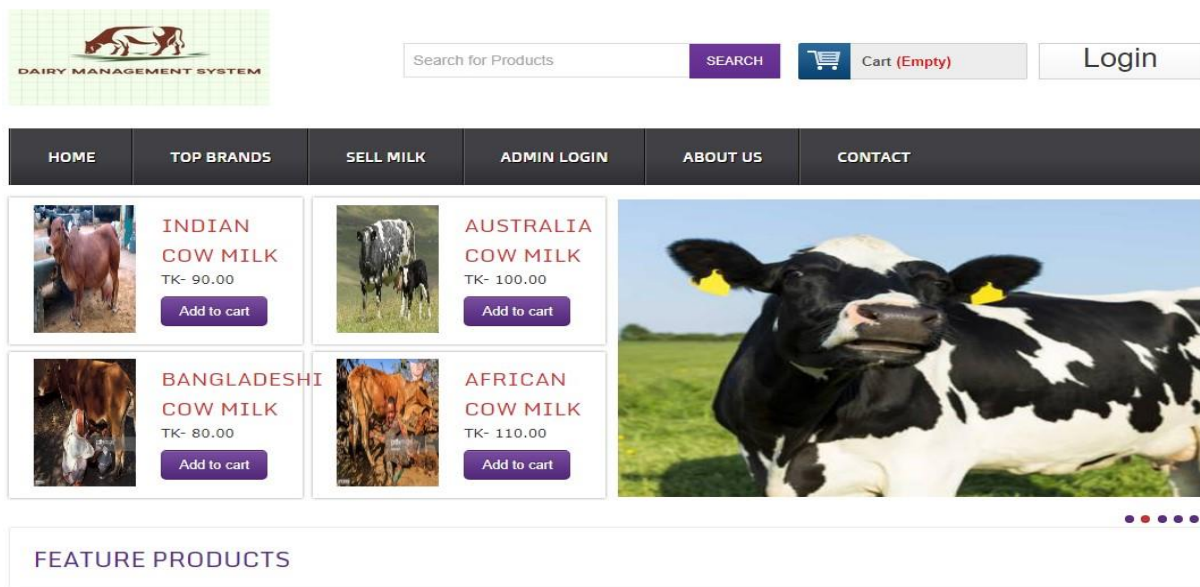 DAIRY MANAGEMENT SYSTEM
Search for Products
SEARCH
Cart (Empty)
Login
HOME
TOP BRANDS
SELL MILK
ADMIN LOGIN
ABOUT US
CONTACT
INDIAN
COW MILK
TK- 90.00
Add to cart
AUSTRALIA
COW MILK
TK- 100.00
Add to cart
BANGLADESHI
COW MILK
TK- 80.00
Add to cart
AFRICAN
COW MILK
TK- 110.00
Add to cart
FEATURE PRODUCTS